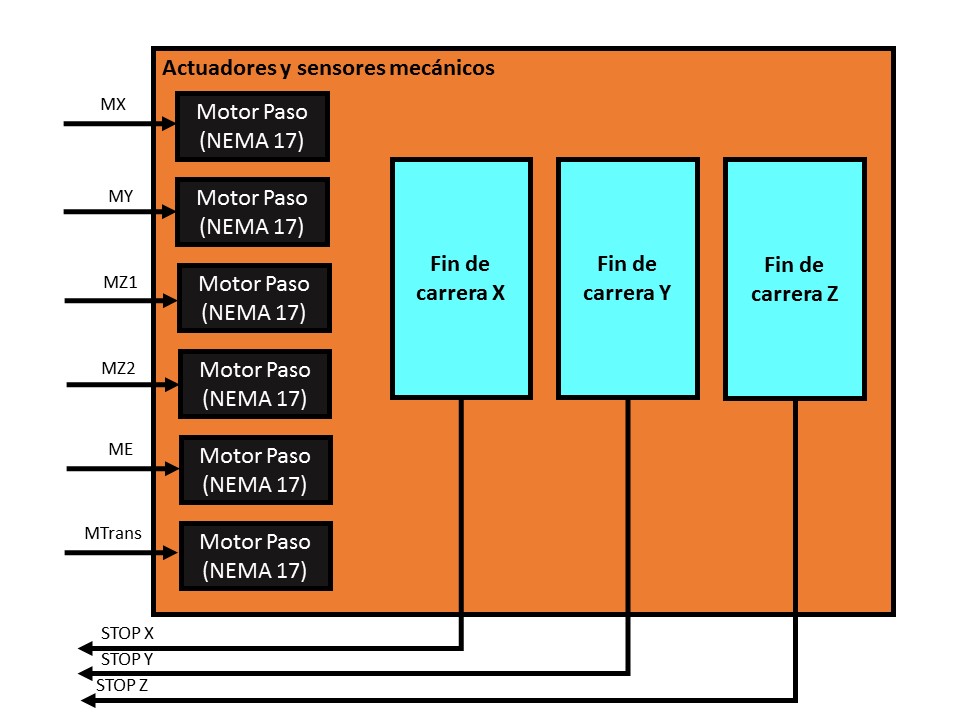 Actuadores y sensores mecánicos
MX
Motor Paso
(NEMA 17)
MY
Motor Paso
(NEMA 17)
MZ1
Motor Paso
(NEMA 17)
MZ2
Motor Paso
(NEMA 17)
ME
Motor Paso
(NEMA 17)
MTrans
Motor Paso
(NEMA 17)
Fin de
carrera X
Fin de
carrera Y
Fin de
carrera Z
STOP X
STOP Y
STOP Z